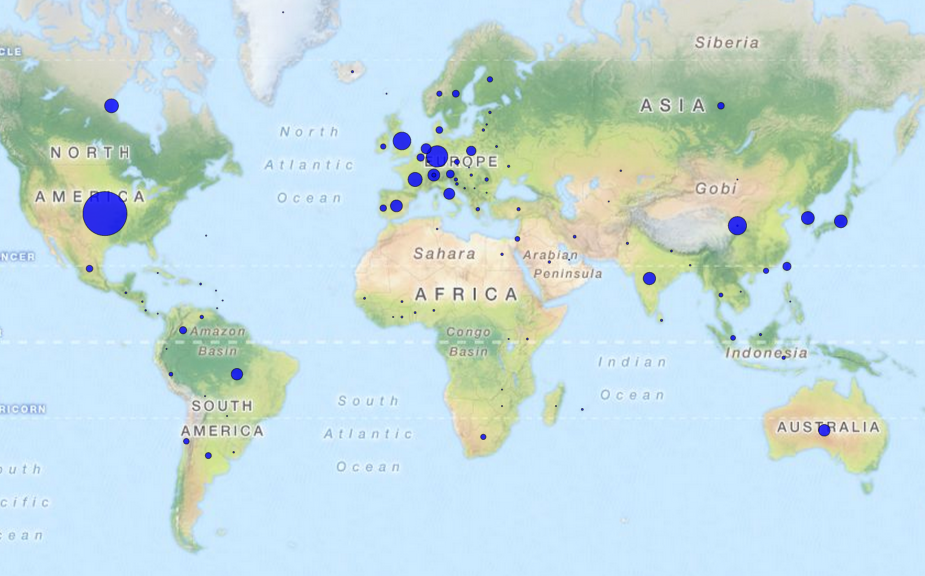 CLE
Siberia
ASIA
North
Atlantic
Ocean
NORTH
AMERICA
EUROPE
Gobi
NCER
Sahara
Arabian
Peninsula
AFRICA
Amazon
Basin
Congo
Basin
Indonesia
Indian
Ocean
RICORN
SOUTH
AMERICA
South
Atlantic
Ocean
AUSTRALIA
outh
cific
ean